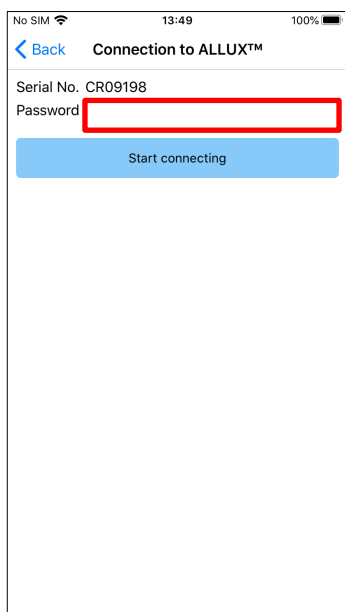 No SIM 13:49 100%
Back Connection to ALLUX™
Serial No. CR09198
Password
Start connecting